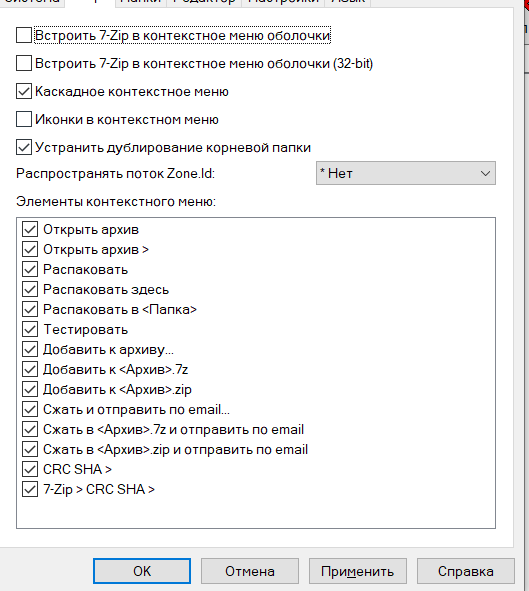 Система
Папки
Редактор
Настройки
Язык
Встроить 7-Zip в контекстное меню оболочки
Встроить 7-Zip в контекстное меню оболочки (32-bit)
Каскадное контекстное меню
Иконки в контекстном меню
Устранить дублирование корневой папки
Распространять поток Zone.Id:
* Нет
Элементы контекстного меню:
Открыть архив
Открыть архив >
Распаковать
Распаковать здесь
Распаковать в <Папка>
Тестировать
Добавить к архиву...
Добавить к <Архив>.7z
Добавить к <Архив>.zip
Сжать и отправить по email...
Сжать в <Архив>.7z и отправить по email
Сжать в <Архив>.zip и отправить по email
CRC SHA >
7-Zip > CRC SHA >
OK
Отмена
Применить
Справка